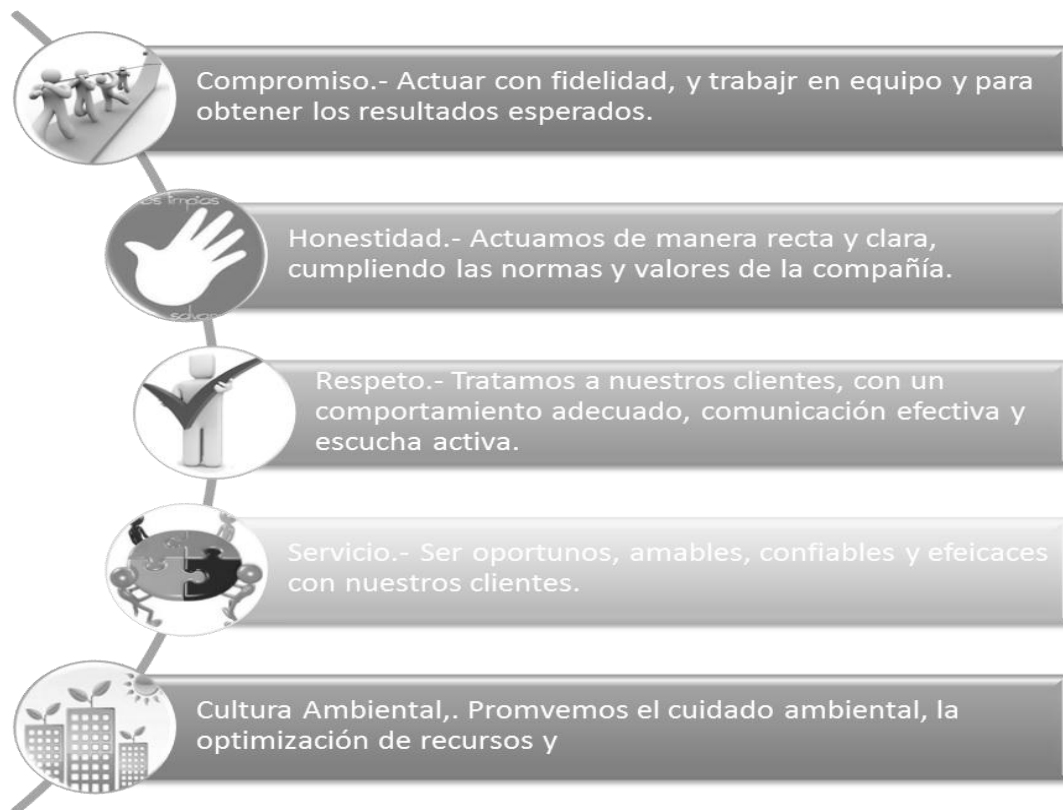 Compromiso.- Actuar con fidelidad, y trabajr en equipo y para
obtener los resultados esperados.
limpias
Honestidad.- Actuamos de manera recta y clara,
cumpliendo las normas y valores de la compañía.
Respeto.- Tratamos a nuestros clientes, con un
comportamiento adecuado, comunicación efectiva y
escucha activa.
Servicio.- Ser oportunos, amables, confiables y efeicaces
con nuestros clientes.
Cultura Ambiental,. Promvemos el cuidado ambiental, la
optimización de recursos y